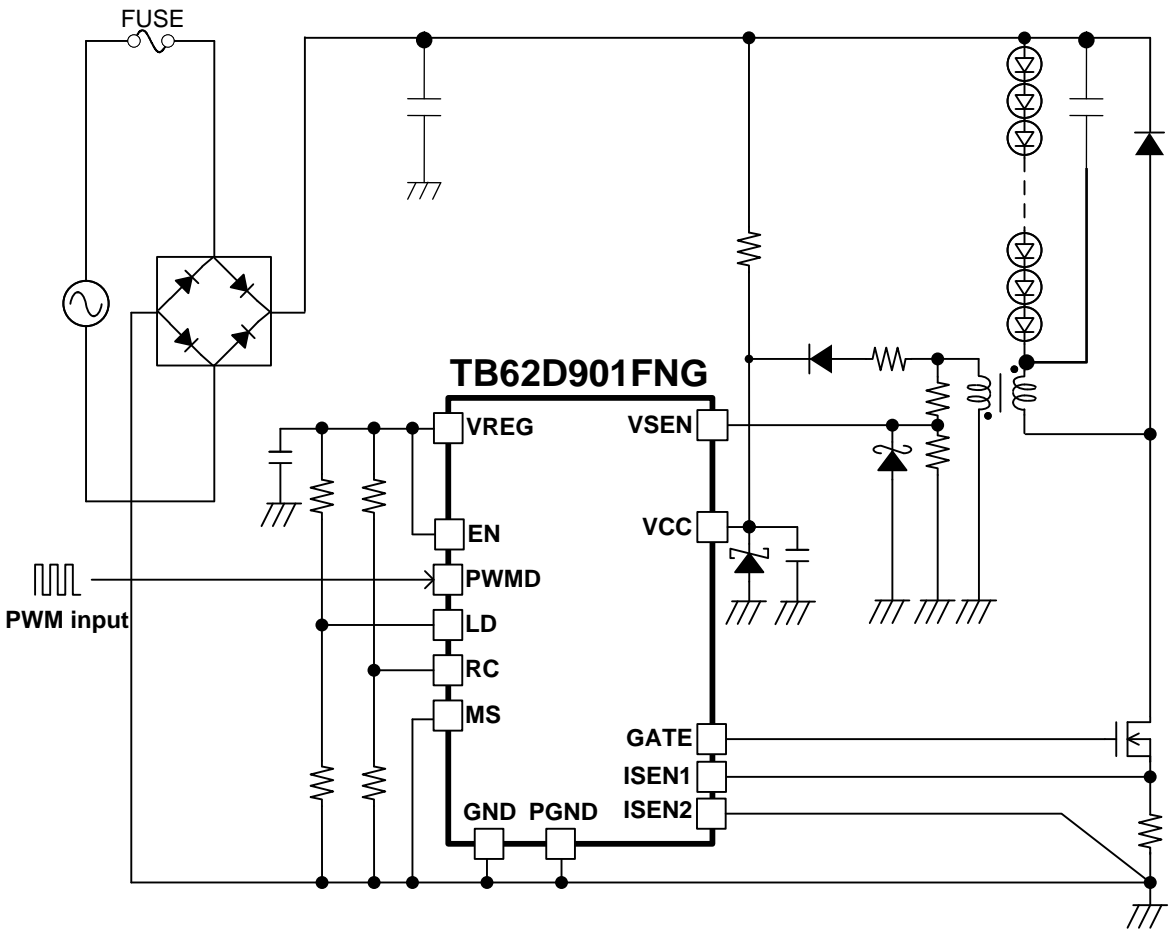 FUSE
TB62D901FNG
VREG
VSEN
EN
VCC
PWMD
PWM input
LD
RC
MS
GATE
ISEN1
ISEN2
GND PGND